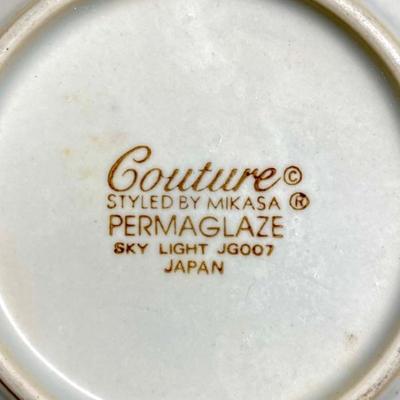 Couture ©
STYLED BY MIKASA ®
PERMAGLAZE
SKY LIGHT JG007
JAPAN